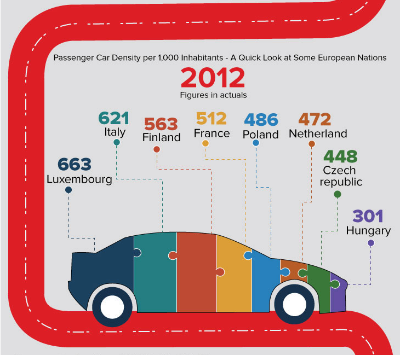 Passenger Car Density per 1,000 Inhabitants - A Quick Look at Some European Nations
2012
Figures in actuals
663
Luxembourg
621
Italy
563
Finland
512
France
486
Poland
472
Netherland
448
Czech
republic
301
Hungary